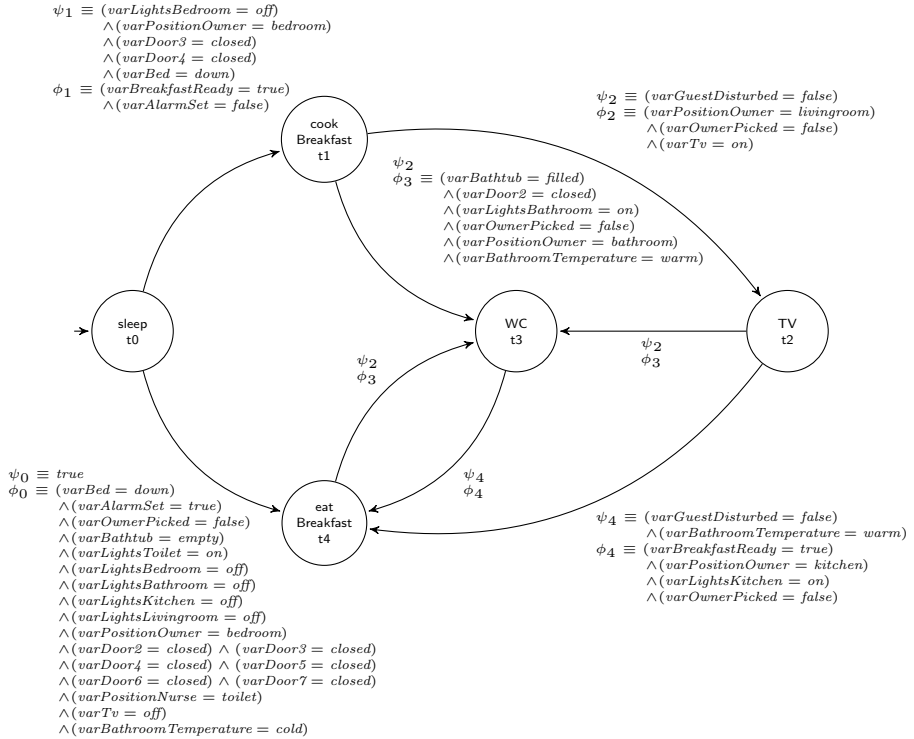 ψ1 ≡ (varLightsBedroom = off)
∧(varPositionOwner = bedroom)
∧(varDoor3 = closed)
∧(varDoor4 = closed)
∧(varBed = down)
ϕ1 ≡ (varBreakfastReady = true)
∧(varAlarmSet = false)
cook
Breakfast
t1
ψ2 ≡ (varGuestDisturbed = false)
ϕ2 ≡ (varPositionOwner = livingroom)
∧(varOwnerPicked = false)
∧(varTv = on)
ψ2
ϕ3 ≡ (varBathtub = filled)
∧(varDoor2 = closed)
∧(varLightsBathroom = on)
∧(varOwnerPicked = false)
∧(varPositionOwner = bathroom)
∧(varBathroomTemperature = warm)
sleep
t0
WC
t3
TV
t2
ψ2
ϕ3
ψ2
ϕ3
ψ4
ϕ4
ψ0 ≡ true
ϕ0 ≡ (varBed = down)
∧(varAlarmSet = true)
∧(varOwnerPicked = false)
∧(varBathtub = empty)
∧(varLightsToilet = on)
∧(varLightsBedroom = off)
∧(varLightsBathroom = off)
∧(varLightsKitchen = off)
∧(varLightsLivingroom = off)
∧(varPositionOwner = bedroom)
∧(varDoor2 = closed) ∧ (varDoor3 = closed)
∧(varDoor4 = closed) ∧ (varDoor5 = closed)
∧(varDoor6 = closed) ∧ (varDoor7 = closed)
∧(varPositionNurse = toilet)
∧(varTv = off)
∧(varBathroomTemperature = cold)
eat
Breakfast
t4
ψ4 ≡ (varGuestDisturbed = false)
∧(varBathroomTemperature = warm)
ϕ4 ≡ (varBreakfastReady = true)
∧(varPositionOwner = kitchen)
∧(varLightsKitchen = on)
∧(varOwnerPicked = false)